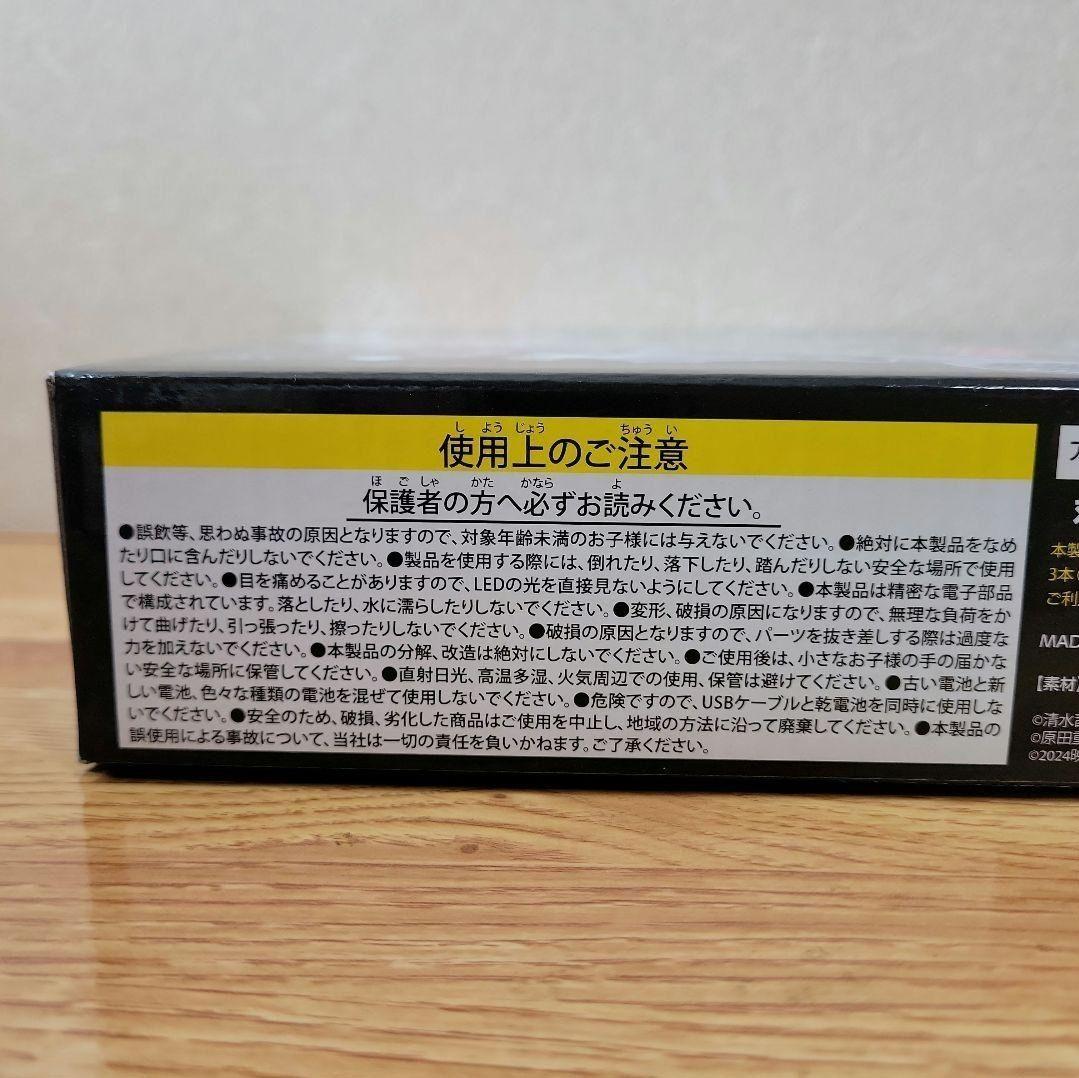 使用上のご注意
保護者の方へ必ずお読みください。
●誤飲等、思わぬ事故の原因となりますので、対象年齢未満のお子様には与えないでください。●絶対に本製品をなめ
たり口に含んだりしないでください。●製品を使用する際には、倒れたり、落下したり、踏んだりしない安全な場所で使用
してください。●目を痛めることがありますので、LEDの光を直接見ないようにしてください。●本製品は精密な電子部品
で構成されています。落としたり、水に濡らしたりしないでください。●変形、破損の原因になりますので、無理な負荷をか
けて曲げたり、引っ張ったり、擦ったりしないでください。●破損の原因となりますので、パーツを抜き差しする際は過度な
力を加えないでください。●本製品の分解、改造は絶対にしないでください。●ご使用後は、小さなお子様の手の届かな
い安全な場所に保管してください。●直射日光、高温多湿、火気周辺での使用、保管は避けてください。●古い電池と新
しい電池、色々な種類の電池を混ぜて使用しないでください。●危険ですので、USBケーブルと乾電池を同時に使用しな
いでください。●安全のため、破損、劣化した商品はご使用を中止し、地域の方法に沿って廃棄してください。●本製品の
誤使用による事故について、当社は一切の責任を負いかねます。ご了承ください。
本製
3本
ご利
MAD
【素材】
©清水
©原田重
©2024映